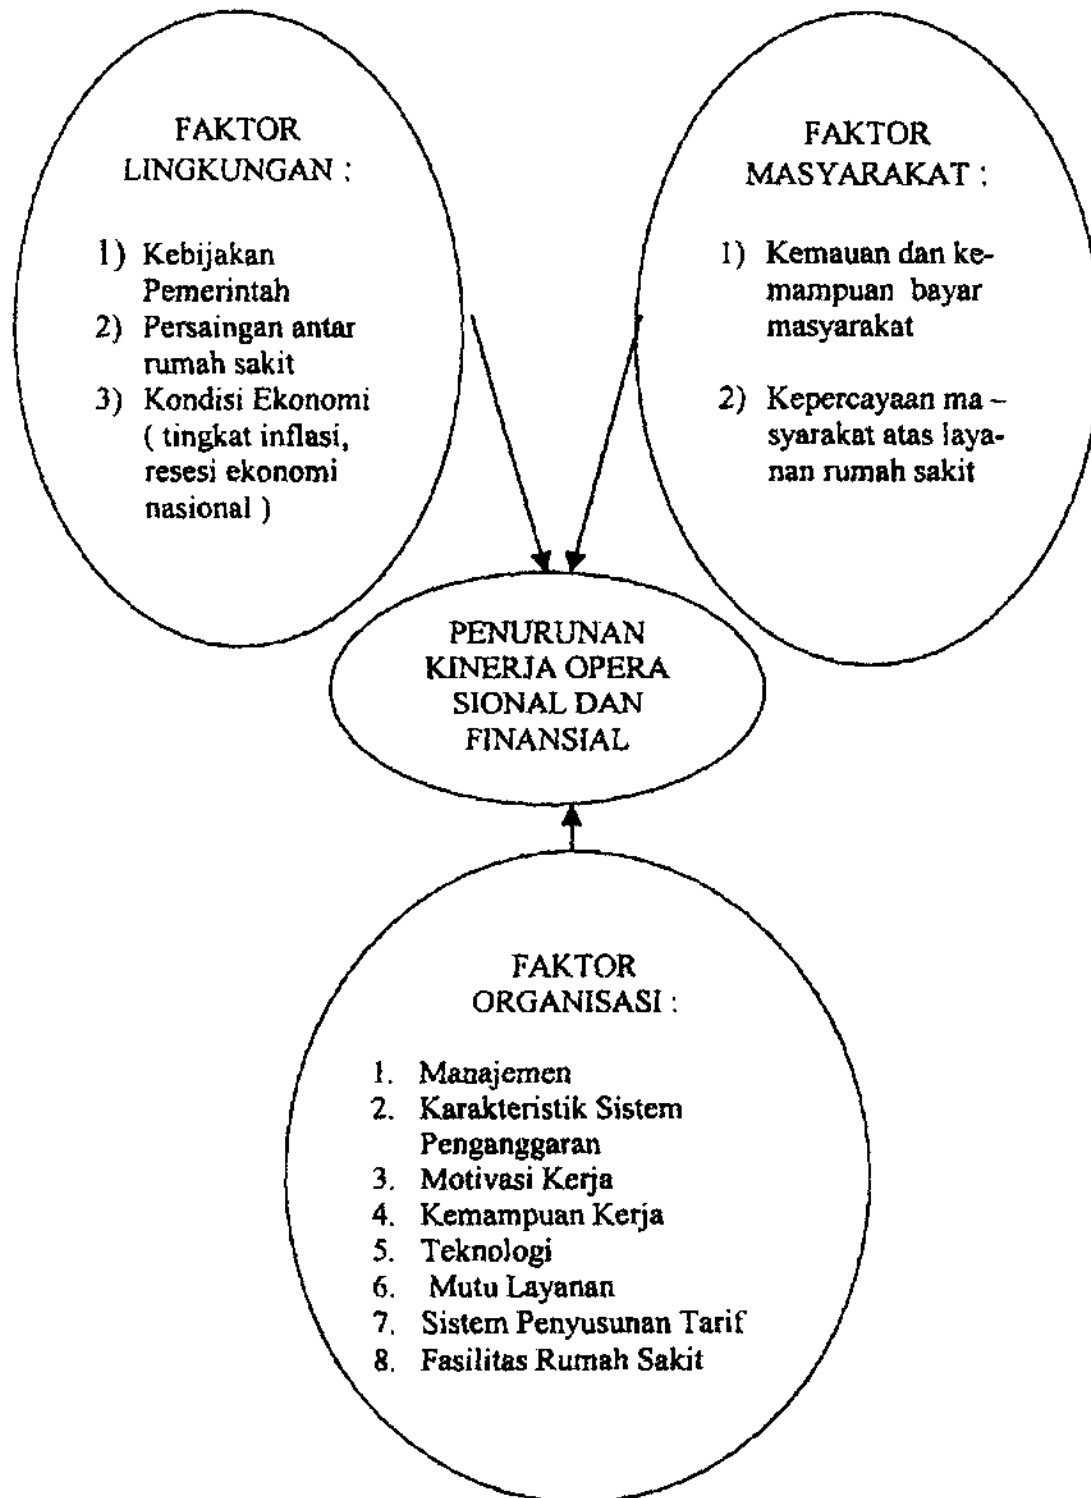 FAKTOR
LINGKUNGAN :
1) Kebijakan
Pemerintah
2) Persaingan antar
rumah sakit
3) Kondisi Ekonomi
( tingkat inflasi,
resesi ekonomi
nasional )
FAKTOR
MASYARAKAT :
1) Kemauan dan ke-
mampuan bayar
masyarakat
2) Kepercayaan ma –
syarakat atas laya-
nan rumah sakit
PENURUNAN
KINERJA OPERA
SIONAL DAN
FINANSIAL
FAKTOR
ORGANISASI :
1. Manajemen
2. Karakteristik Sistem
Penganggaran
3. Motivasi Kerja
4. Kemampuan Kerja
5. Teknologi
6. Mutu Layanan
7. Sistem Penyusunan Tarif
8. Fasilitas Rumah Sakit